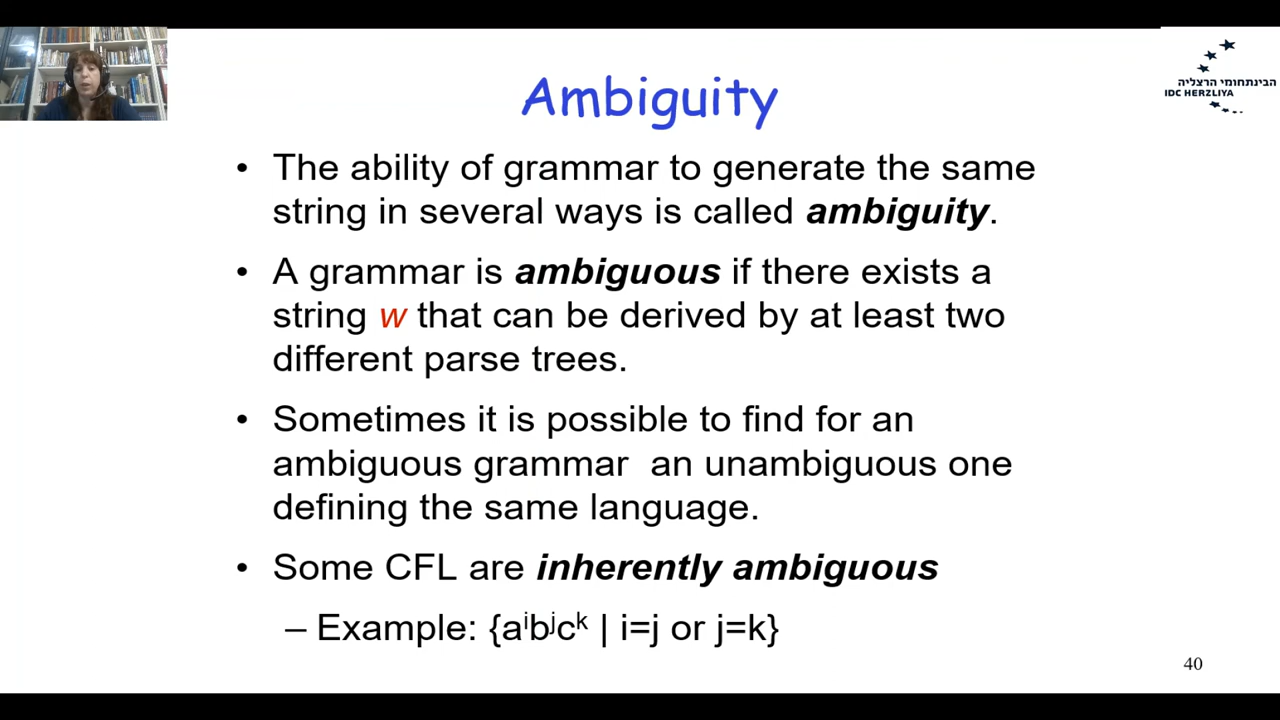 הבינתחומי הרצליה
IDC HERZLIYA
Ambiguity
• The ability of grammar to generate the same
string in several ways is called ambiguity.
• A grammar is ambiguous if there exists a
string w that can be derived by at least two
different parse trees.
• Sometimes it is possible to find for an
ambiguous grammar an unambiguous one
defining the same language.
• Some CFL are inherently ambiguous
– Example: {aⁱbʲcᵏ | i=j or j=k}
40